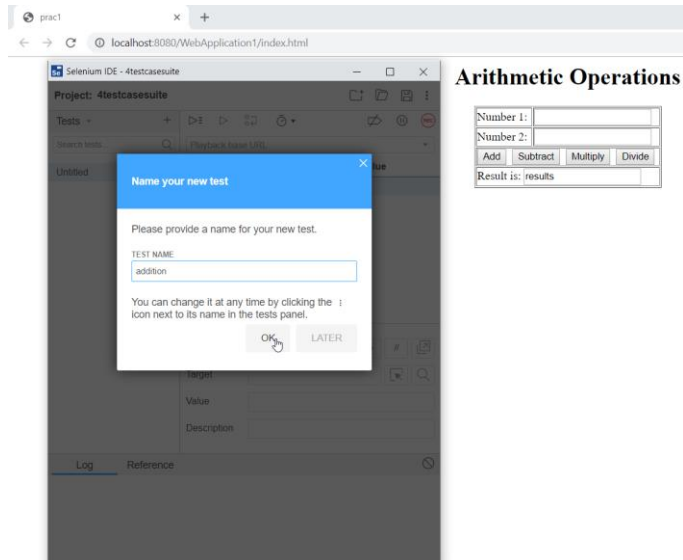 prac1
localhost:8080/WebApplication1/index.html
Selenium IDE - 4testcasesuite
Project: 4testcasesuite
Tests
Search tests...
Playback base URL
Untitled
Name your new test
Please provide a name for your new test.
TEST NAME
addition
You can change it at any time by clicking the
icon next to its name in the tests panel.
OK
LATER
Target
Value
Description
Log
Reference
Arithmetic Operations
Number 1:
Number 2:
Add Subtract Multiply Divide
Result is: results